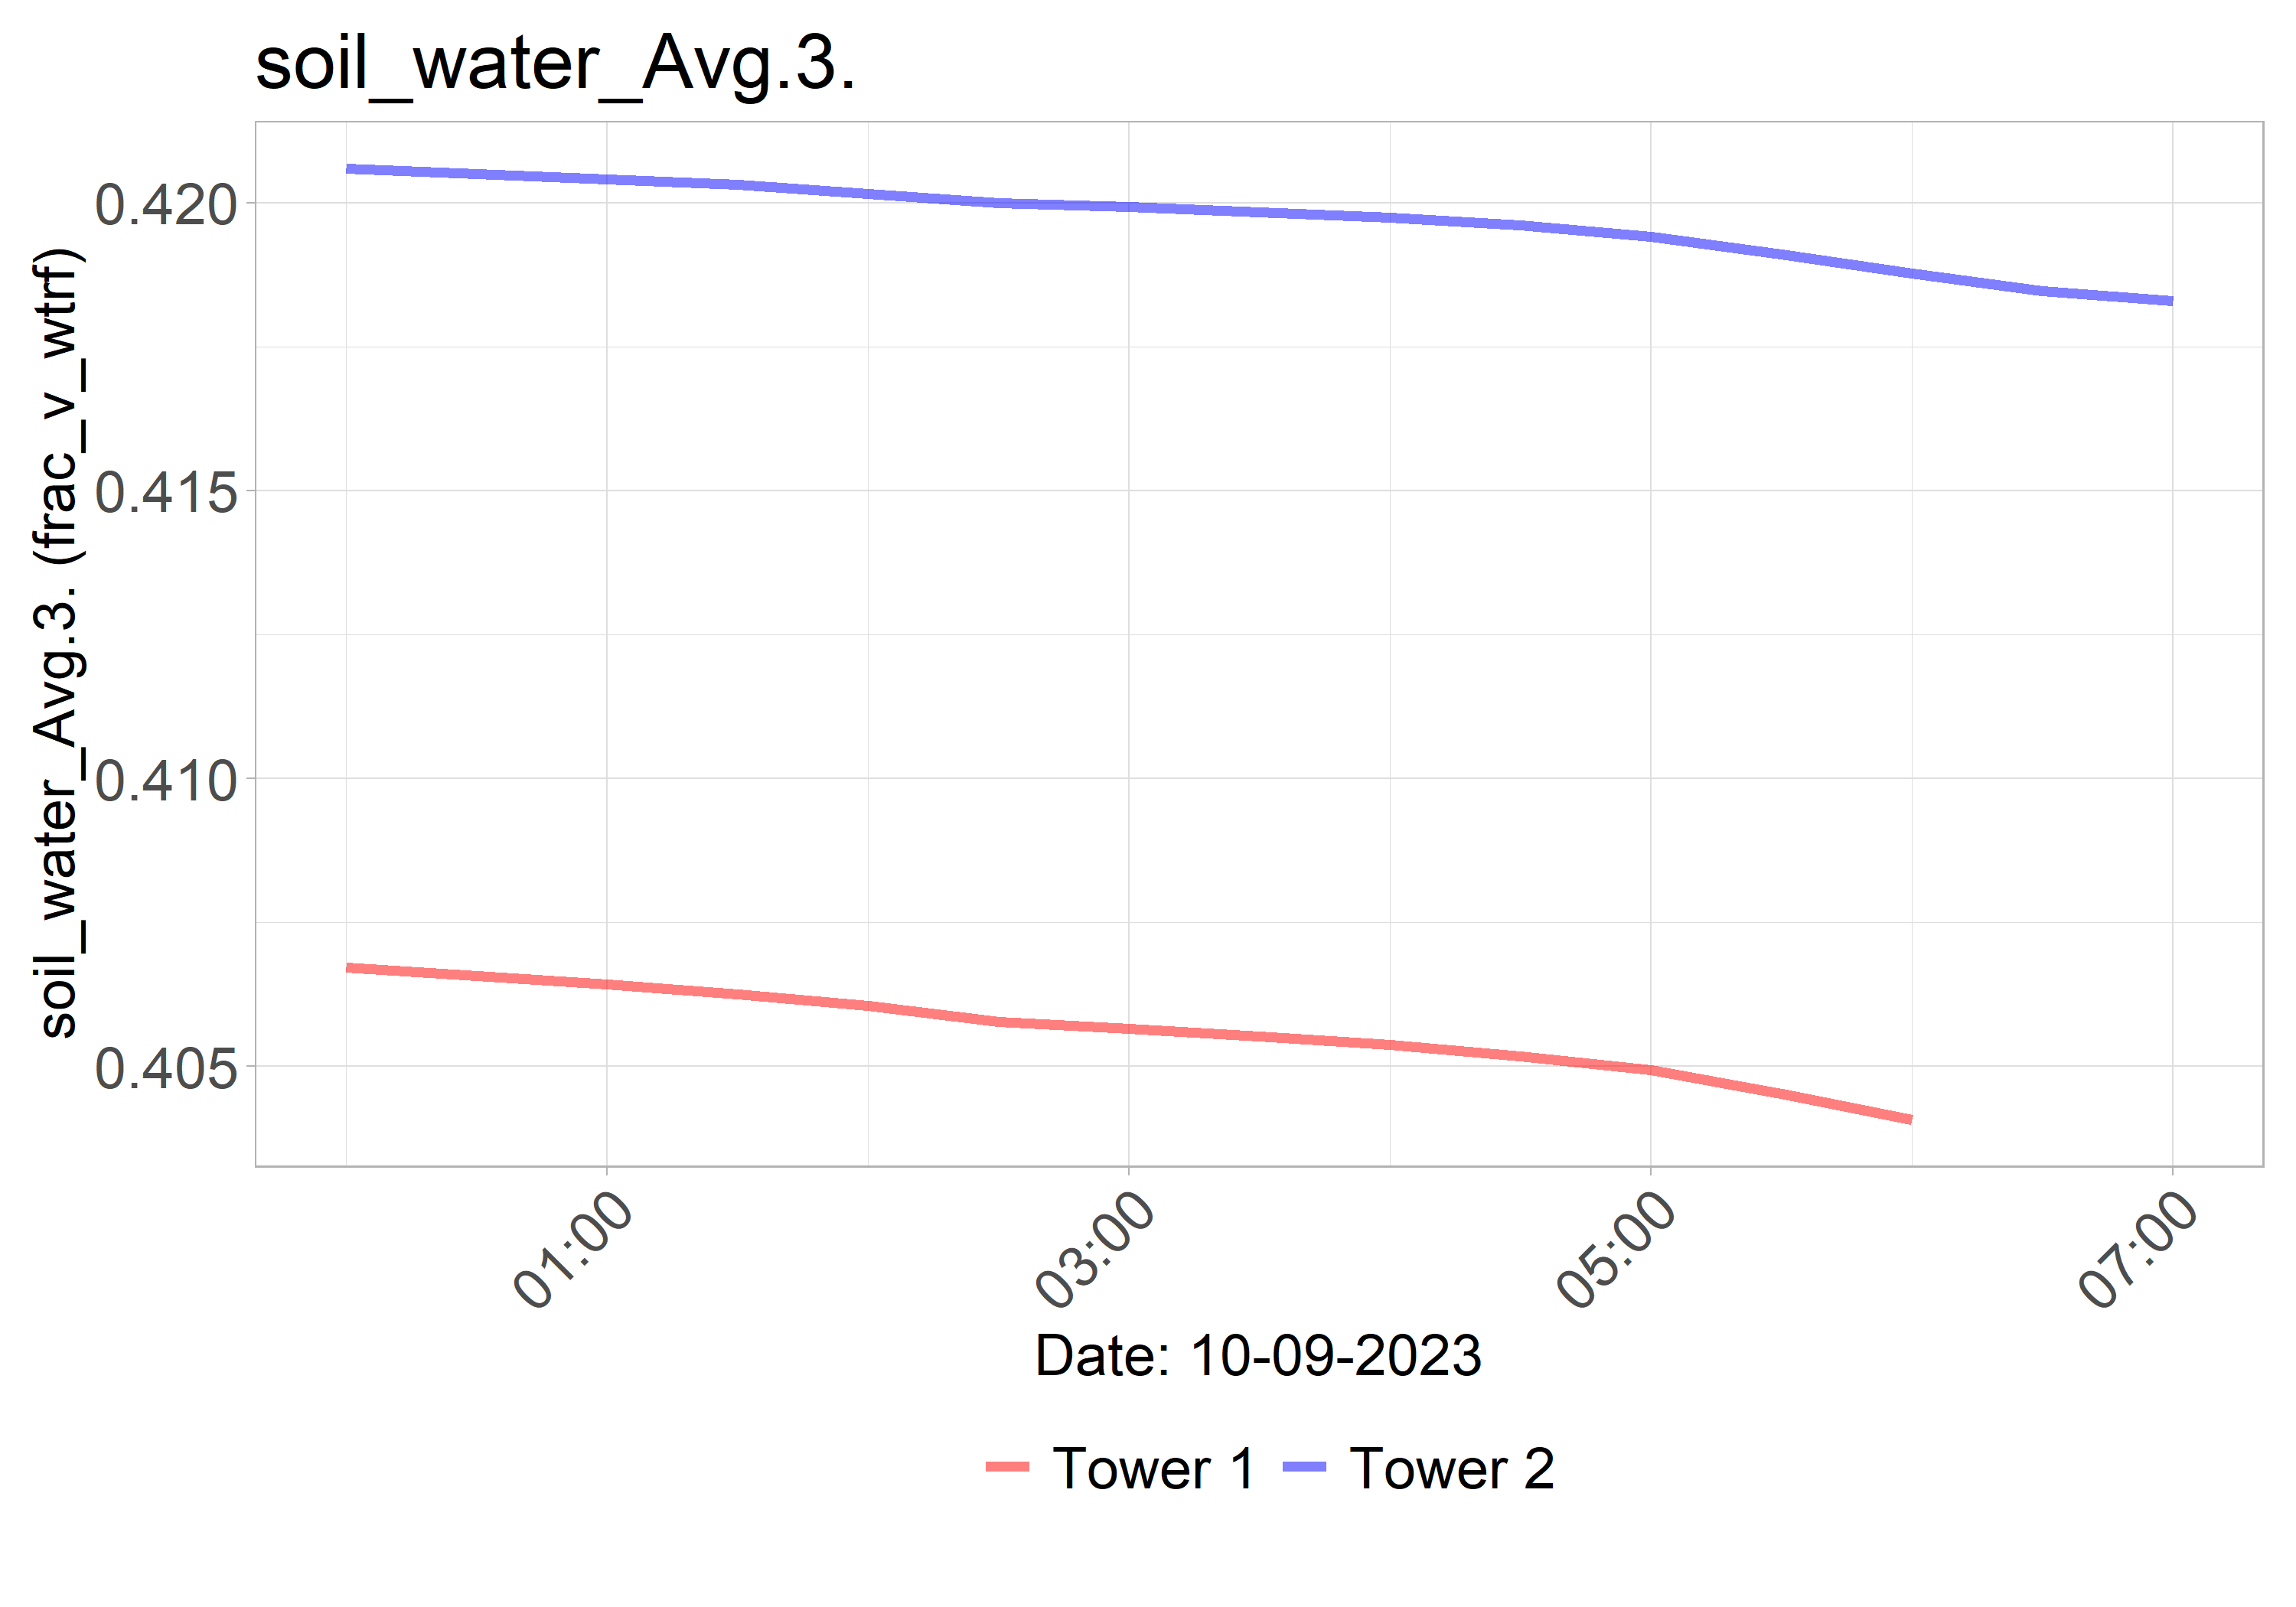 soil_water_Avg.3.
soil_water_Avg.3. (frac_v_wtrf)
0.420
0.415
0.410
0.405
01:00
03:00
05:00
07:00
Date: 10-09-2023
Tower 1
Tower 2